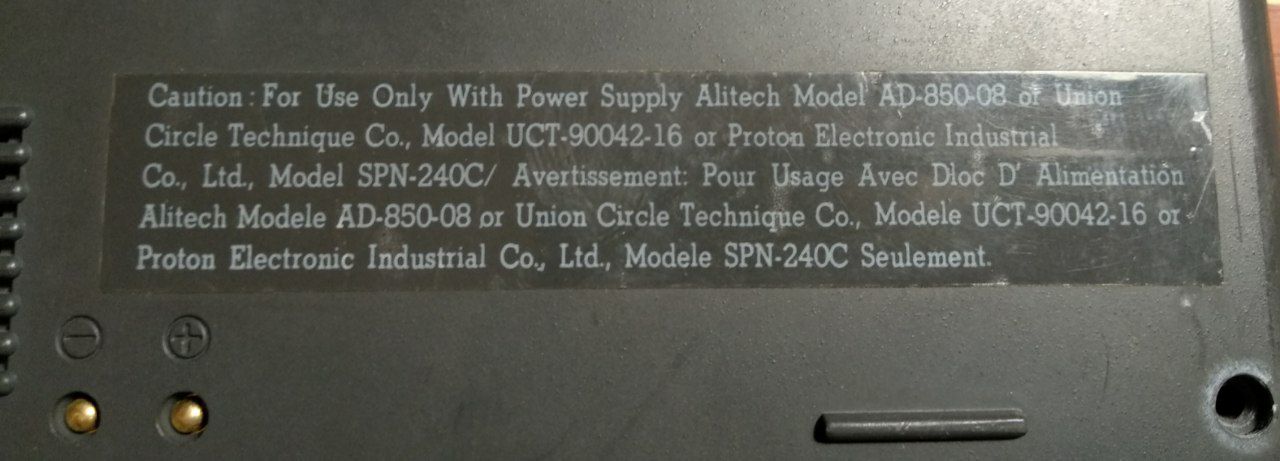 Caution : For Use Only With Power Supply Alitech Model AD-850-08 or Union
Circle Technique Co., Model UCT-90042-16 or Proton Electronic Industrial
Co., Ltd., Model SPN-240C/ Avertissement: Pour Usage Avec Dloc D' Alimentation
Alitech Modele AD-850-08 or Union Circle Technique Co., Modele UCT-90042-16 or
Proton Electronic Industrial Co., Ltd., Modele SPN-240C Seulement.
- +